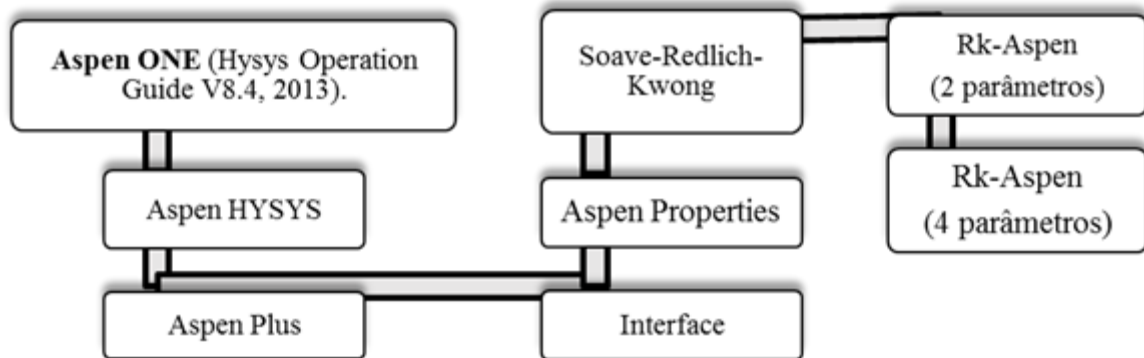 Aspen ONE (Hysys Operation
Guide V8.4, 2013).
Aspen HYSYS
Aspen Plus
Interface
Aspen Properties
Soave-Redlich-
Kwong
Rk-Aspen
(2 parâmetros)
Rk-Aspen
(4 parâmetros)